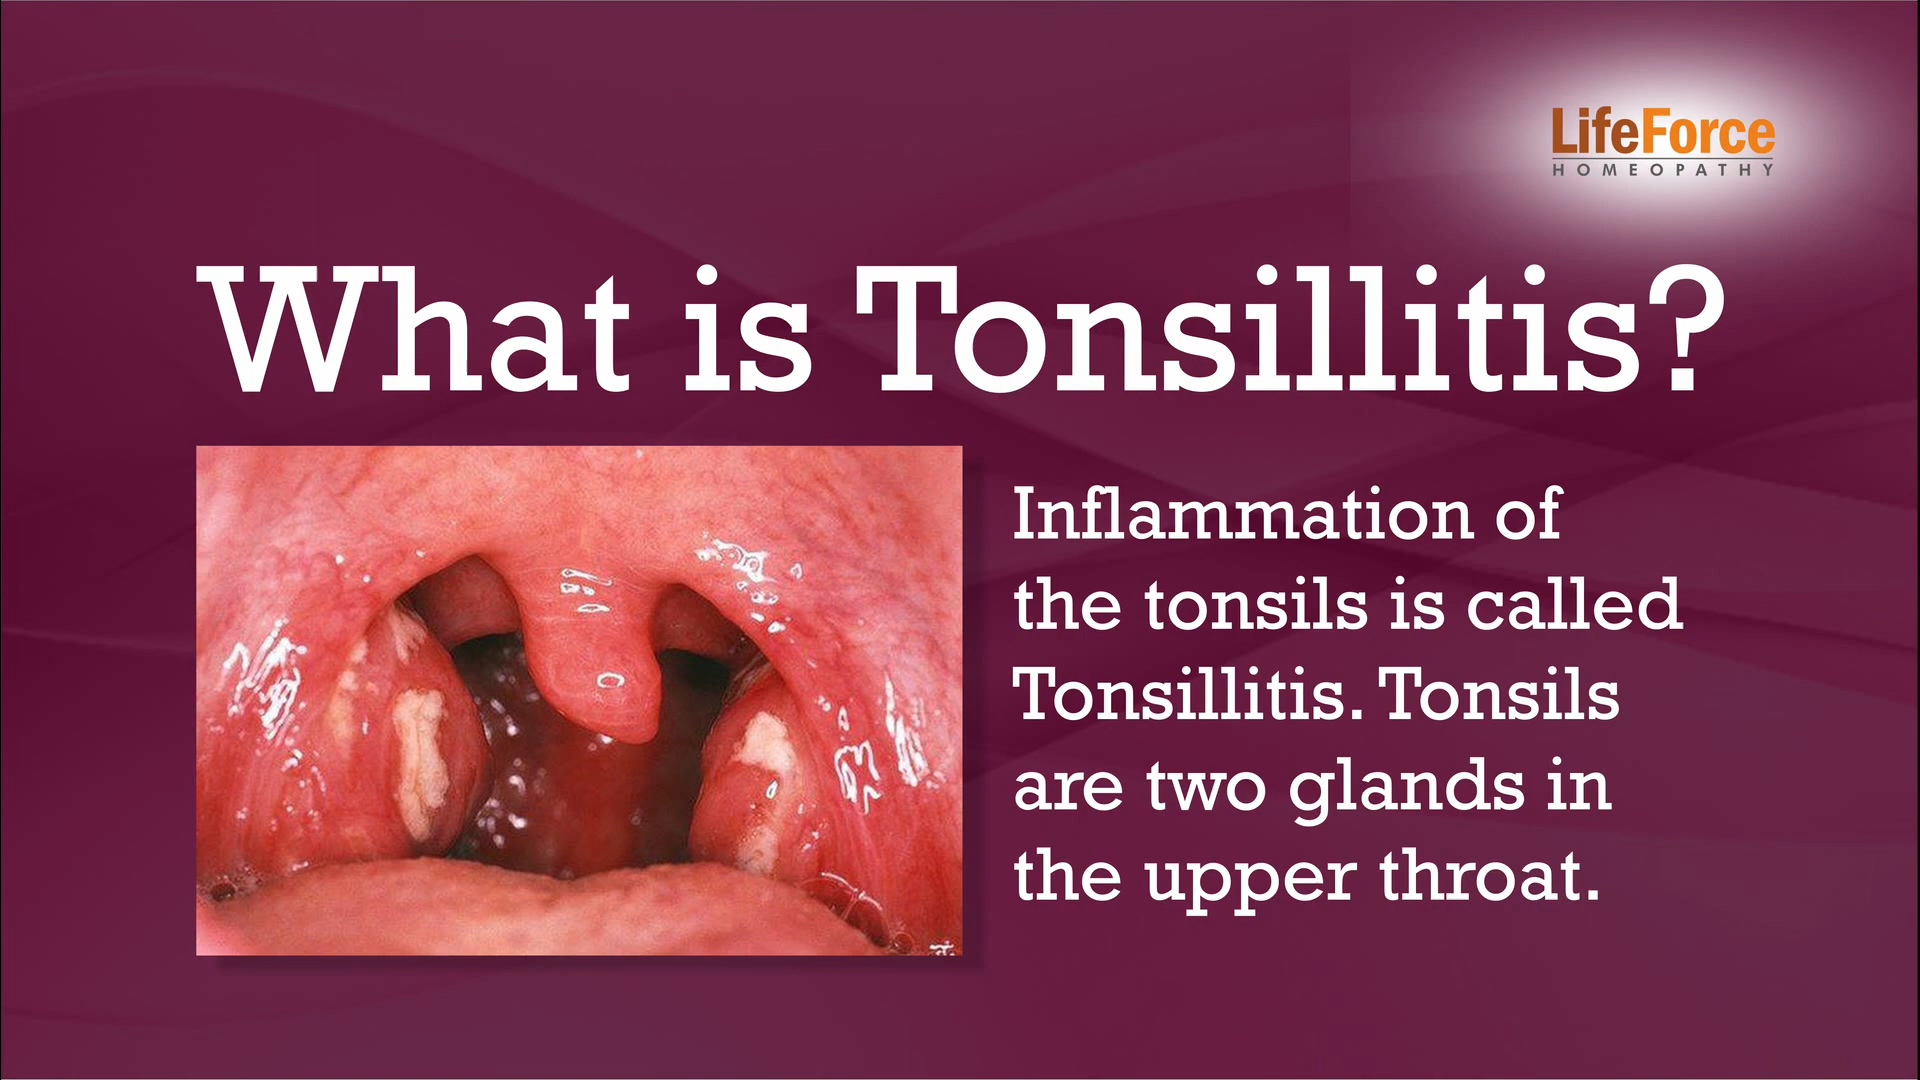 LifeForce
HOMEOPATHY
What is Tonsillitis?
Inflammation of
the tonsils is called
Tonsillitis. Tonsils
are two glands in
the upper throat.